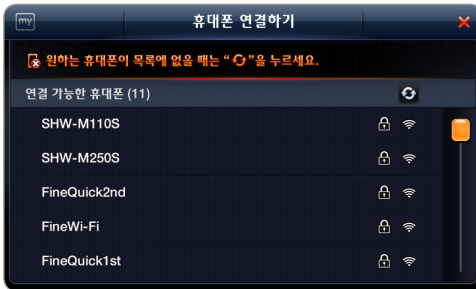 my
휴대폰 연결하기
원하는 휴대폰이 목록에 없을 때는 “ ”을 누르세요.
연결 가능한 휴대폰 (11)
SHW-M110S
SHW-M250S
FineQuick2nd
FineWi-Fi
FineQuick1st